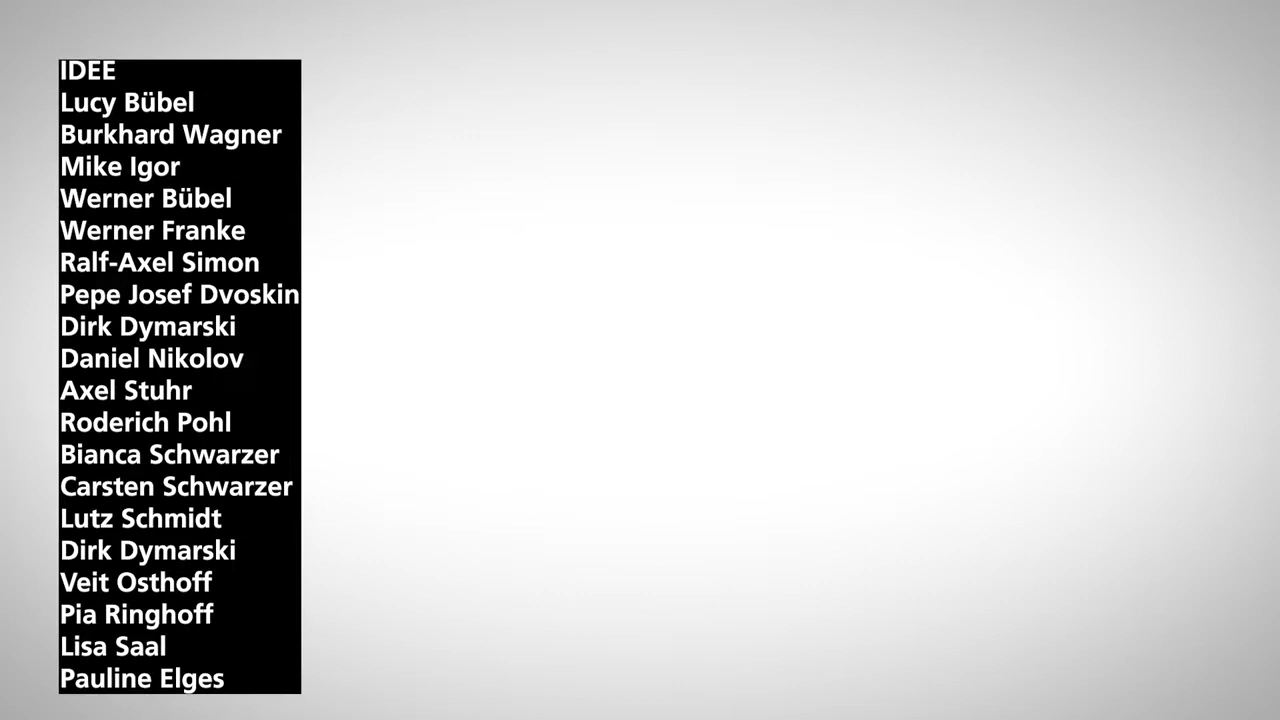 IDEE
Lucy Bübel
Burkhard Wagner
Mike Igor
Werner Bübel
Werner Franke
Ralf-Axel Simon
Pepe Josef Dvoskin
Dirk Dymarski
Daniel Nikolov
Axel Stuhr
Roderich Pohl
Bianca Schwarzer
Carsten Schwarzer
Lutz Schmidt
Dirk Dymarski
Veit Osthoff
Pia Ringhoff
Lisa Saal
Pauline Elges